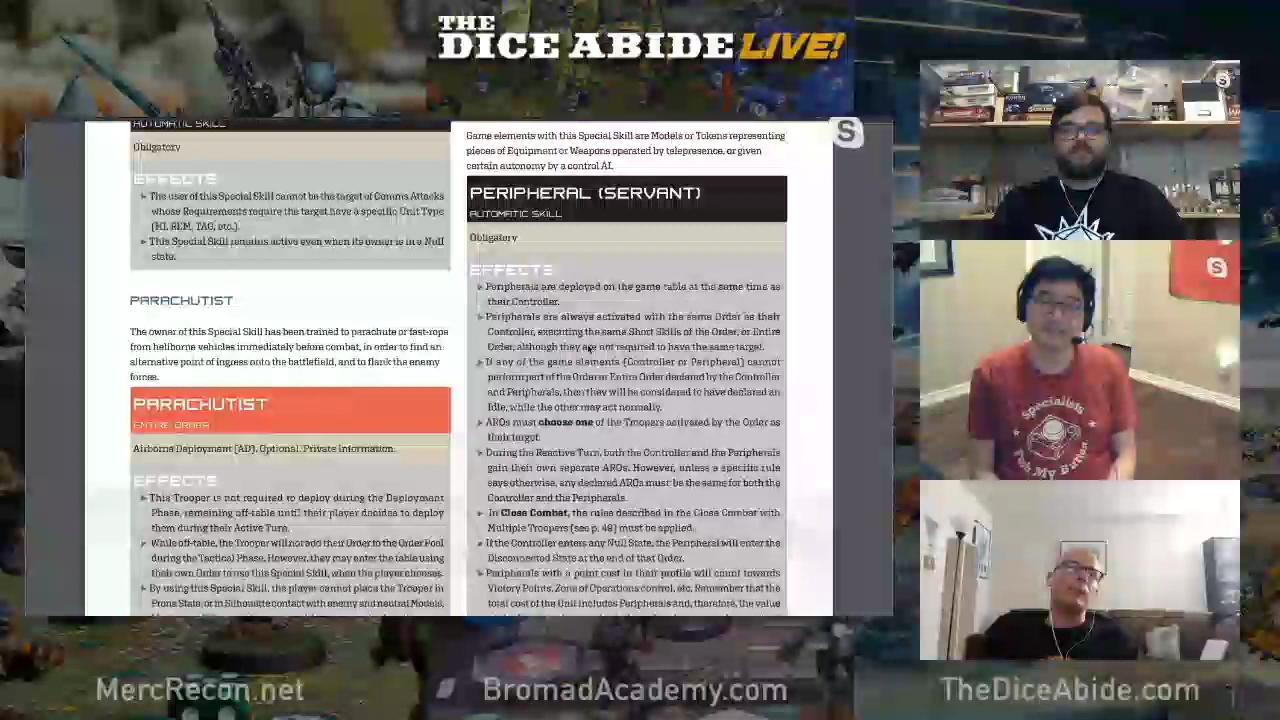 THE
DICE ABIDE LIVE!
AUTOMATIC SKILL
Obligatory
EFFECTS
► The user of this Special Skill cannot be the target of Comms Attacks
whose Requirements require the target have a specific Unit Type
(HI, REM, TAG, etc.).
► This Special Skill remains active even when its owner is in a Null
state.
PARACHUTIST
The owner of this Special Skill has been trained to parachute or fast-rope
from heliborne vehicles immediately before combat, in order to find an
alternative point of ingress onto the battlefield, and to flank the enemy
forces.
PARACHUTIST
ENTIRE ORDER
Airborne Deployment (AD), Optional, Private Information.
EFFECTS
► This Trooper is not required to deploy during the Deployment
Phase, remaining off-table until their player decides to deploy
them during their Active Turn.
► While off-table, the Trooper will not add their Order to the Order Pool
during the Tactical Phase. However, they may enter the table using
their own Order to use this Special Skill, when the player chooses.
► By using this Special Skill, the player cannot place the Trooper in
Prone State, or in Silhouette contact with enemy and neutral Models,
Game elements with this Special Skill are Models or Tokens representing
pieces of Equipment or Weapons operated by telepresence, or given
certain autonomy by a control AI.
PERIPHERAL (SERVANT)
AUTOMATIC SKILL
Obligatory
EFFECTS
► Peripherals are deployed on the game table at the same time as
their Controller.
► Peripherals are always activated with the same Order as their
Controller, executing the same Short Skills of the Order, or Entire
Order, although they are not required to have the same target.
► If any of the game elements (Controller or Peripheral) cannot
perform part of the Order or Entire Order declared by the Controller
and Peripherals, then they will be considered to have declared an
Idle, while the other may act normally.
► AROs must choose one of the Troopers activated by the Order as
their target.
► During the Reactive Turn, both the Controller and the Peripherals
gain their own separate AROs. However, unless a specific rule
says otherwise, any declared AROs must be the same for both the
Controller and the Peripherals.
► In Close Combat, the rules described in the Close Combat with
Multiple Troopers (see p. 48) must be applied.
► If the Controller enters any Null State, the Peripheral will enter the
Disconnected State at the end of that Order.
► Peripherals with a point cost in their profile will count towards
Victory Points, Zone of Operations control, etc. Remember that the
total cost of the Unit includes Peripherals and, therefore, the value
S
S
S
Specialists
Push My Button
MercRecon.net
BromadAcademy.com
TheDiceAbide.com